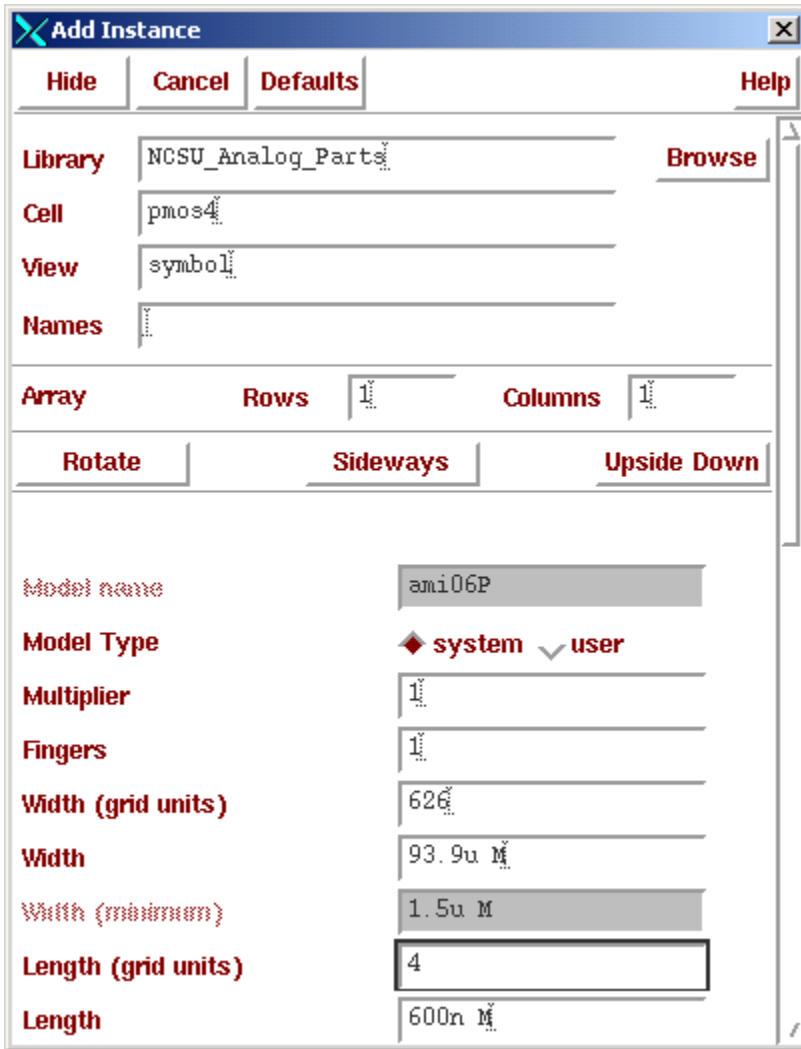 Add Instance
Hide Cancel Defaults Help
Library NCSU_Analog_Parts Browse
Cell pmos4
View symbol
Names
Array Rows 1 Columns 1
Rotate Sideways Upside Down
Model name ami06P
Model Type system user
Multiplier 1
Fingers 1
Width (grid units) 626
Width 93.9u M
Width (minimum) 1.5u M
Length (grid units) 4
Length 600n M